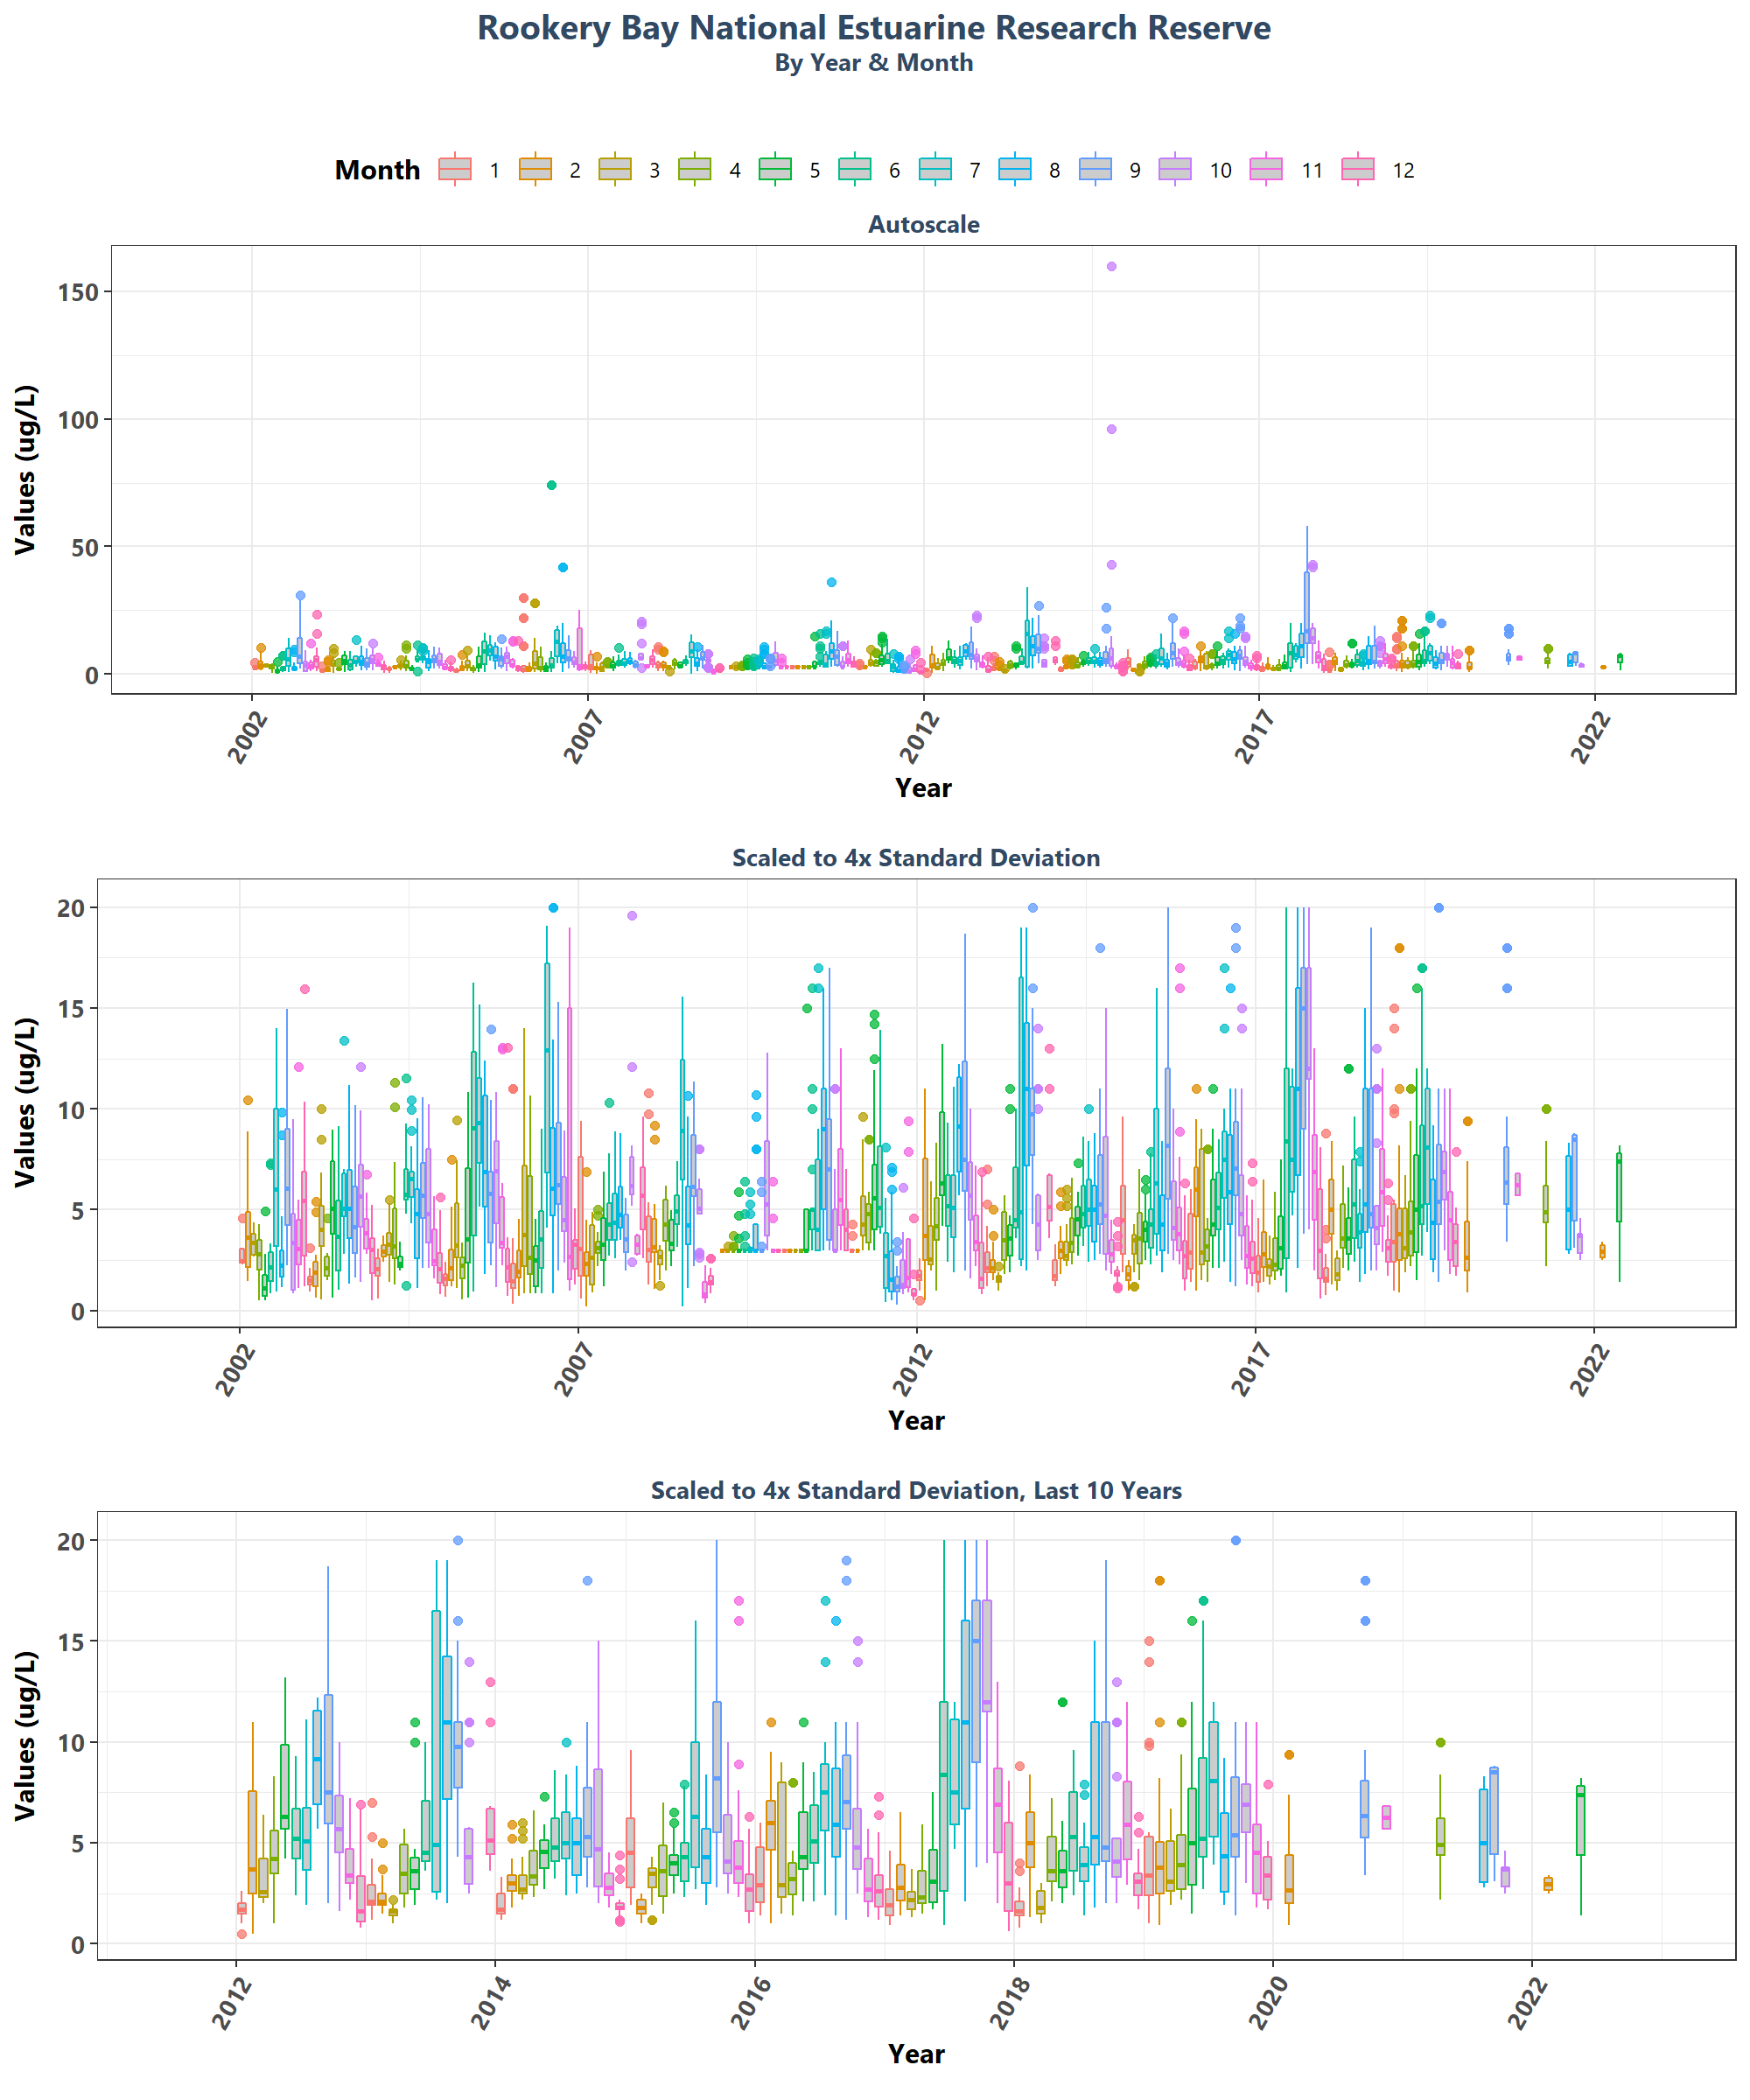 Rookery Bay National Estuarine Research Reserve
By Year & Month
Month 1 2 3 4 5 6 7 8 9 10 11 12
Autoscale
Values (ug/L)
150
100
50
0
2002 2007 2012 2017 2022
Year
Scaled to 4x Standard Deviation
Values (ug/L)
20
15
10
5
0
2002 2007 2012 2017 2022
Year
Scaled to 4x Standard Deviation, Last 10 Years
Values (ug/L)
20
15
10
5
0
2012 2014 2016 2018 2020 2022
Year